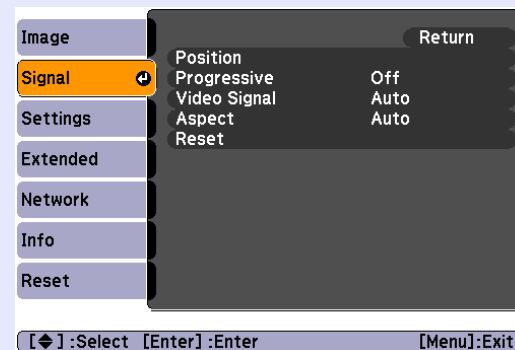 Image
Signal
Settings
Extended
Network
Info
Reset
Return
Position
Progressive Off
Video Signal Auto
Aspect Auto
Reset
[◆] :Select [Enter] :Enter [Menu]:Exit